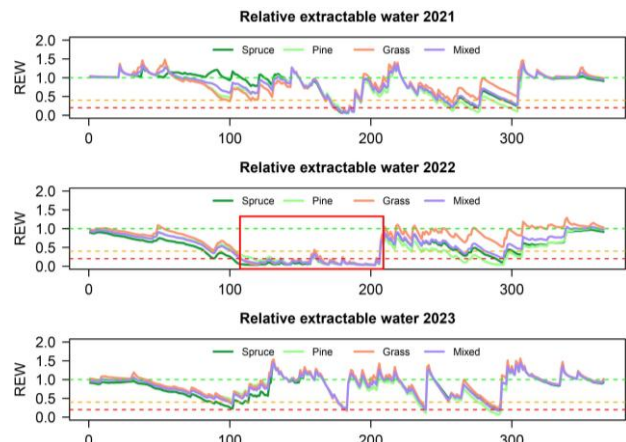 Relative extractable water 2021
REW
2.0
1.5
1.0
0.5
0.0
Spruce Pine Grass Mixed
0 100 200 300
Relative extractable water 2022
REW
2.0
1.5
1.0
0.5
0.0
Spruce Pine Grass Mixed
0 100 200 300
Relative extractable water 2023
REW
2.0
1.5
1.0
0.5
0.0
Spruce Pine Grass Mixed
0 100 200 300